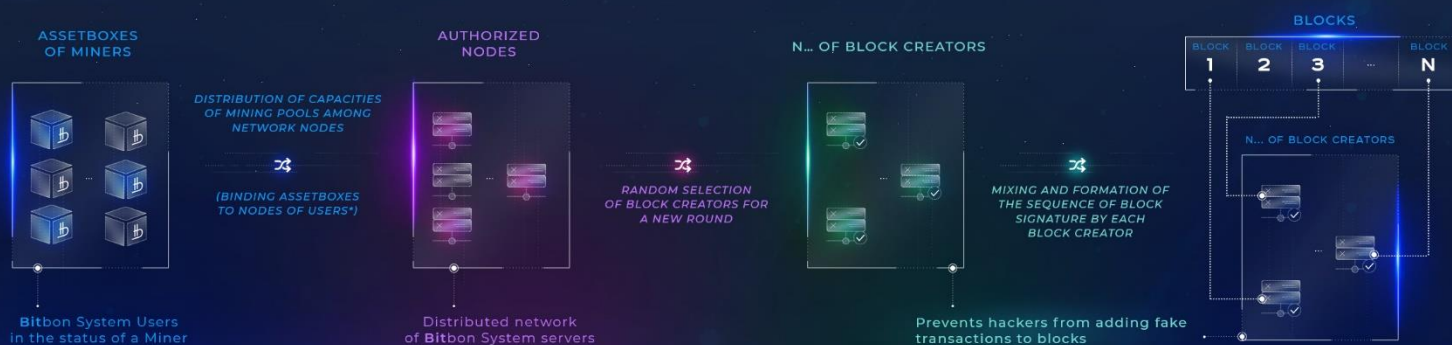 ASSETBOXES
OF MINERS
DISTRIBUTION OF CAPACITIES
OF MINING POOLS AMONG
NETWORK NODES
(BINDING ASSETBOXES
TO NODES OF USERS*)
Bitbon System Users
in the status of a Miner
AUTHORIZED
NODES
...
Distributed network
of Bitbon System servers
RANDOM SELECTION
OF BLOCK CREATORS FOR
A NEW ROUND
N... OF BLOCK CREATORS
...
Prevents hackers from adding fake
transactions to blocks
MIXING AND FORMATION OF
THE SEQUENCE OF BLOCK
SIGNATURE BY EACH
BLOCK CREATOR
BLOCKS
BLOCK BLOCK BLOCK BLOCK
1 2 3 ... N
N... OF BLOCK CREATORS
...